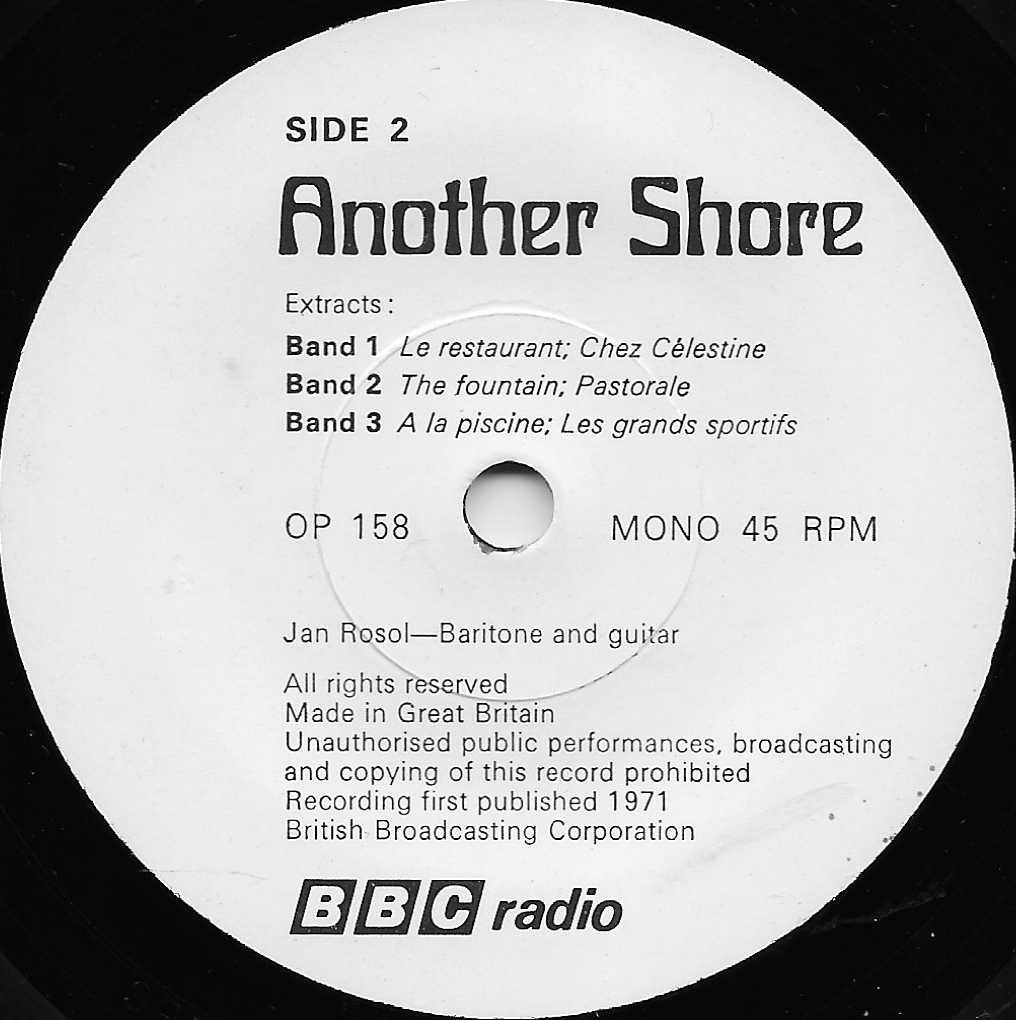 SIDE 2
Another Shore
Extracts:
Band 1 Le restaurant; Chez Célestine
Band 2 The fountain; Pastorale
Band 3 A la piscine; Les grands sportifs
OP 158 MONO 45 RPM
Jan Rosol—Baritone and guitar
All rights reserved
Made in Great Britain
Unauthorised public performances, broadcasting
and copying of this record prohibited
Recording first published 1971
British Broadcasting Corporation
BBC radio